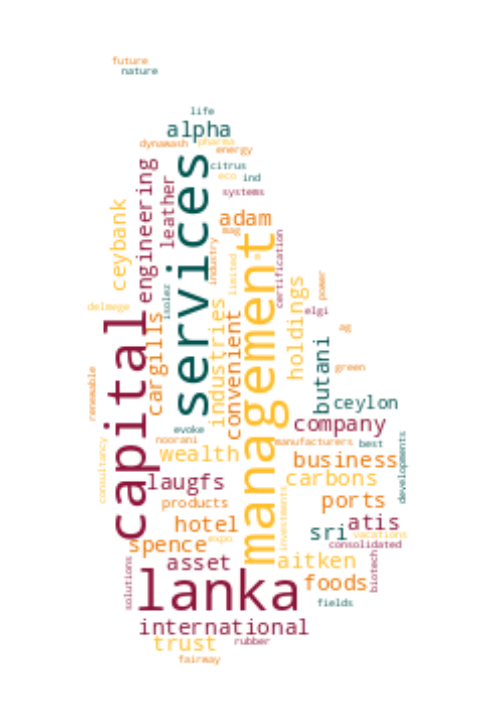 future
nature
life
alpha
dynawash
pharma
energy
citrus
eco
ind
systems
engineering
leather
services
ceybank
adam
mag
industry
limited
management
certification
isolez
delmege
capital
cargills
industries
convenient
holdings
power
elgi
ag
butani
green
renewable
ceylon
company
evoke
noorani
manufacturers
best
wealth
business
consultancy
developments
laugfs
carbons
products
investments
ports
hotel
expo
atis
sri
vacations
spence
consolidated
asset
aitken
biotech
solutions
lanka
foods
fields
international
trust
rubber
fairway